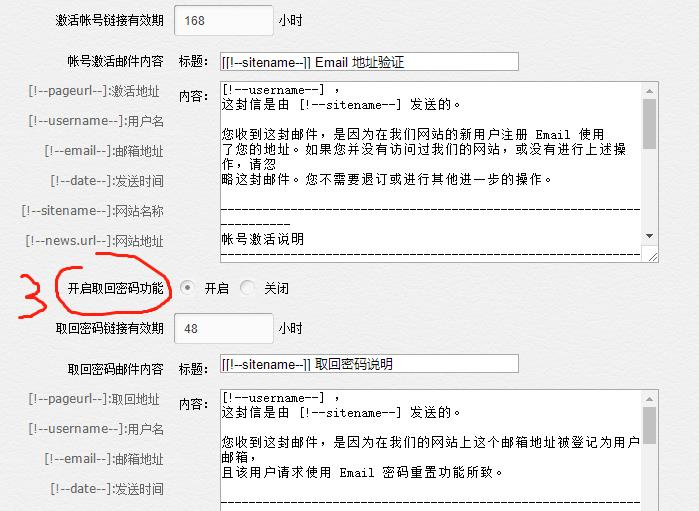 激活帐号链接有效期 168 小时
帐号激活邮件内容 标题： [[!--sitename--]] Email 地址验证
[!--pageurl--]:激活地址
[!--username--]:用户名
[!--email--]:邮箱地址
[!--date--]:发送时间
[!--sitename--]:网站名称
[!--news.url--]:网站地址
内容：
[!--username--] ，
这封信是由 [!--sitename--] 发送的。
您收到这封邮件，是因为在我们网站的新用户注册 Email 使用
了您的地址。如果您并没有访问过我们的网站，或没有进行上述操
作，请忽
略这封邮件。您不需要退订或进行其他进一步的操作。
----------------------------------------------------------------------
帐号激活说明
----------------------------------------------------------------------
3 开启取回密码功能 开启 关闭
取回密码链接有效期 48 小时
取回密码邮件内容 标题： [[!--sitename--]] 取回密码说明
[!--pageurl--]:取回地址
[!--username--]:用户名
[!--email--]:邮箱地址
[!--date--]:发送时间
内容：
[!--username--] ，
这封信是由 [!--sitename--] 发送的。
您收到这封邮件，是因为在我们的网站上这个邮箱地址被登记为用户
邮箱，
且该用户请求使用 Email 密码重置功能所致。